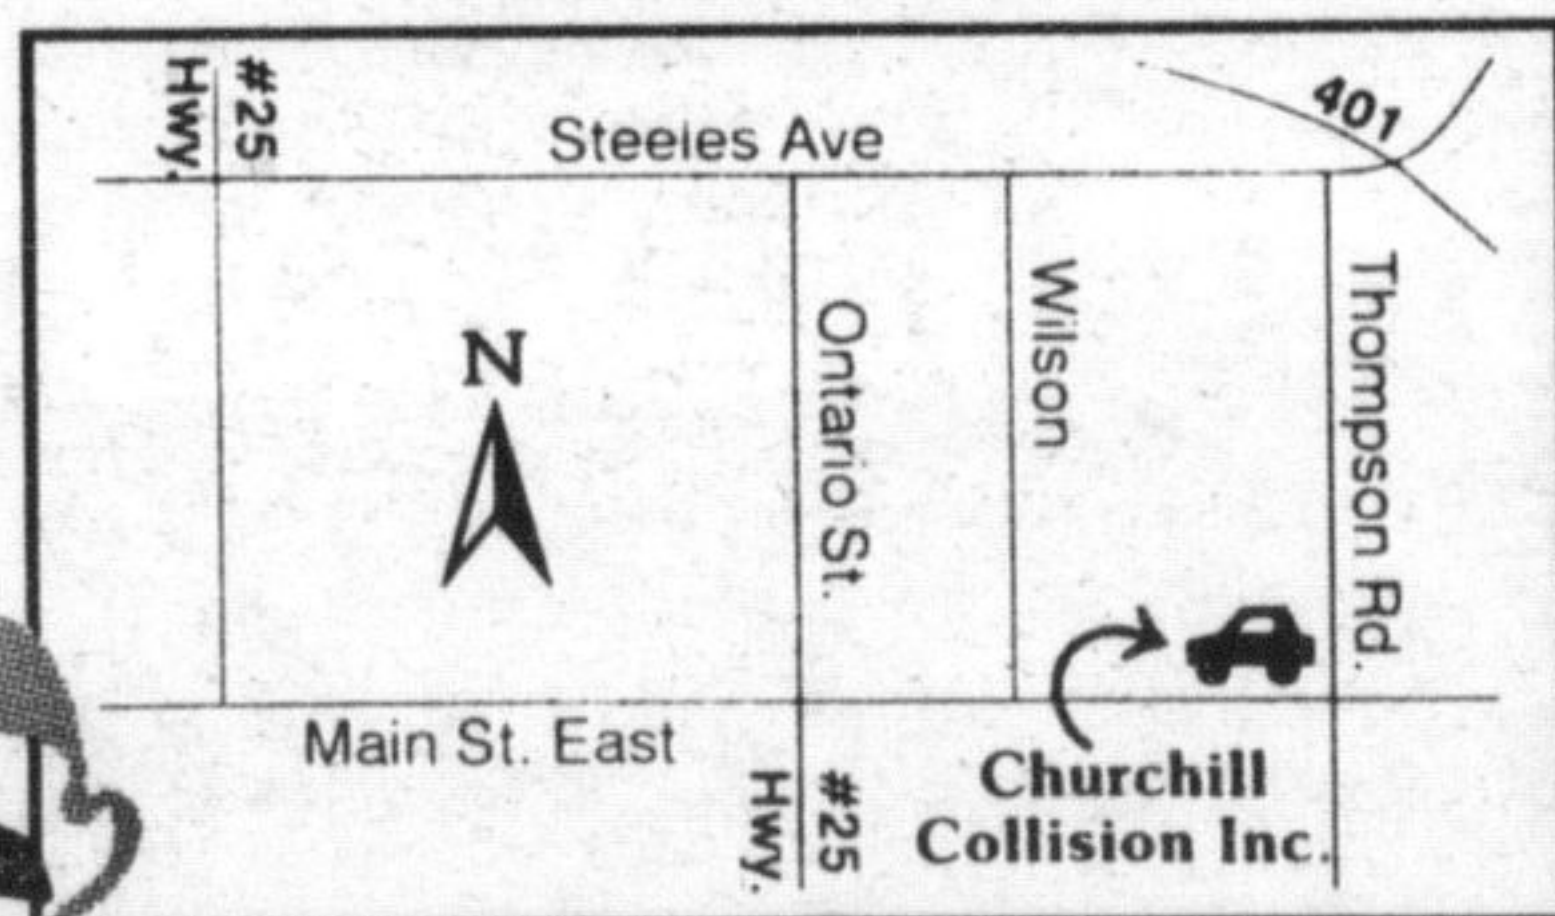 #25
Hwy.
401
Steeles Ave
N
Ontario St.
Wilson
Thompson Rd.
Main St. East
#25
Hwy.
Churchill
Collision Inc.